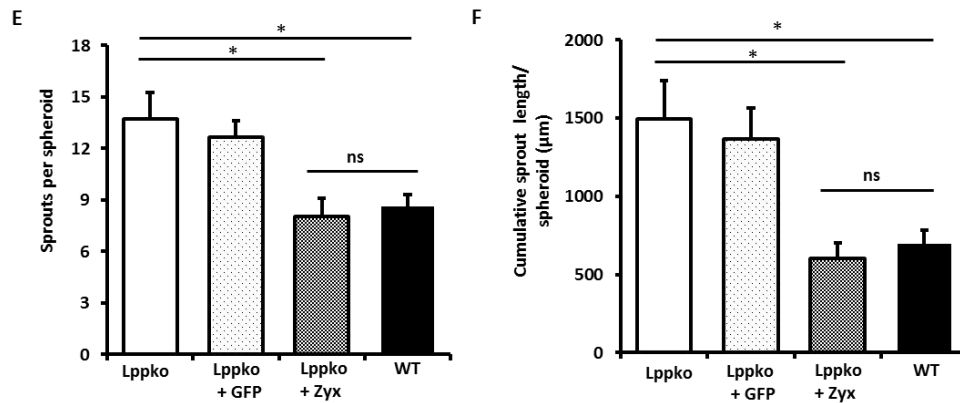 E
Sprouts per spheroid
18
15
12
9
6
3
0
*
*
ns
Lppko
Lppko
+ GFP
Lppko
+ Zyx
WT
F
Cumulative sprout length/
spheroid (µm)
2000
1500
1000
500
0
*
*
ns
Lppko
Lppko
+ GFP
Lppko
+ Zyx
WT